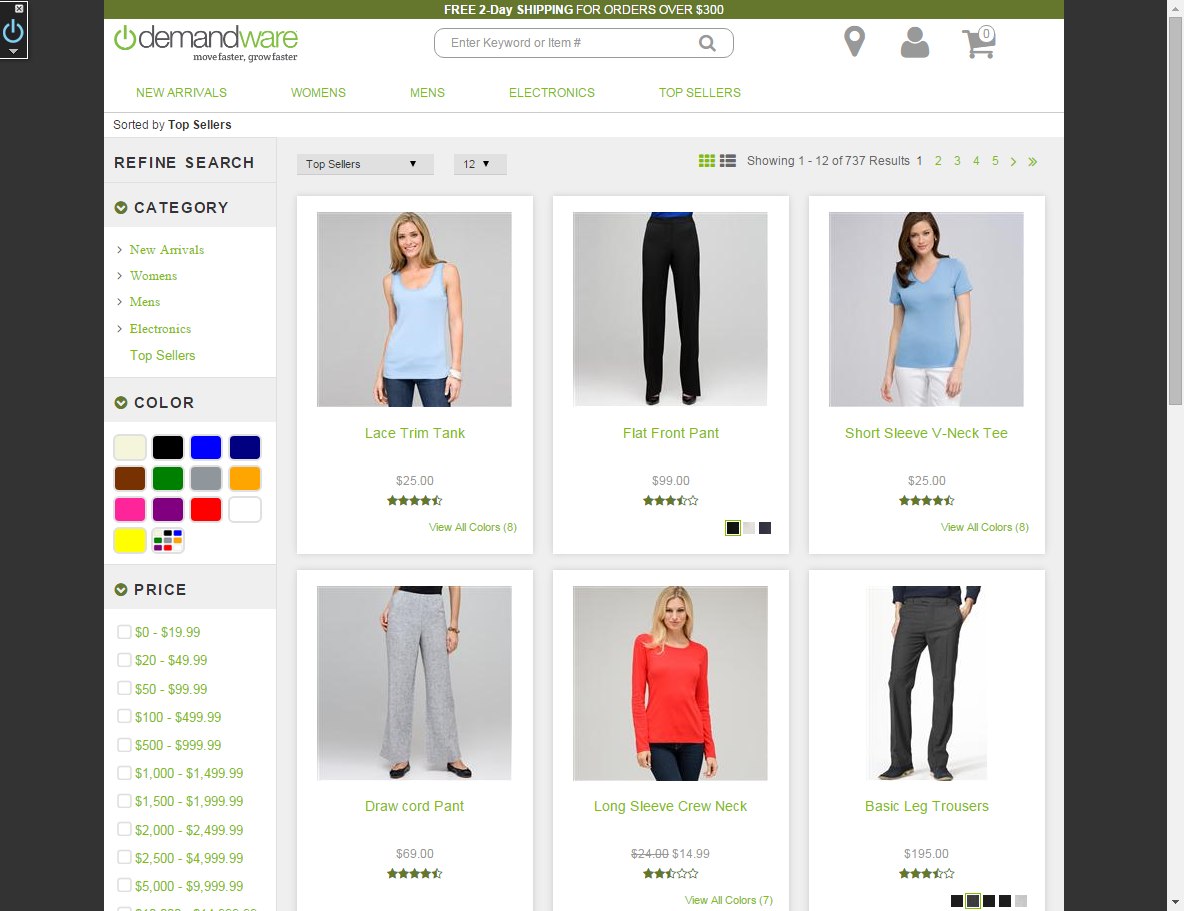 FREE 2-Day SHIPPING FOR ORDERS OVER $300
demandware
move faster, grow faster
Enter Keyword or Item #
0
NEW ARRIVALS WOMENS MENS ELECTRONICS TOP SELLERS
Sorted by Top Sellers
REFINE SEARCH
CATEGORY
New Arrivals
Womens
Mens
Electronics
Top Sellers
COLOR
PRICE
$0 - $19.99
$20 - $49.99
$50 - $99.99
$100 - $499.99
$500 - $999.99
$1,000 - $1,499.99
$1,500 - $1,999.99
$2,000 - $2,499.99
$2,500 - $4,999.99
$5,000 - $9,999.99
Top Sellers 12 Showing 1 - 12 of 737 Results 1 2 3 4 5 › »
Lace Trim Tank
$25.00
View All Colors (8)
Flat Front Pant
$99.00
Short Sleeve V-Neck Tee
$25.00
View All Colors (8)
Draw cord Pant
$69.00
Long Sleeve Crew Neck
$24.00 $14.99
View All Colors (7)
Basic Leg Trousers
$195.00